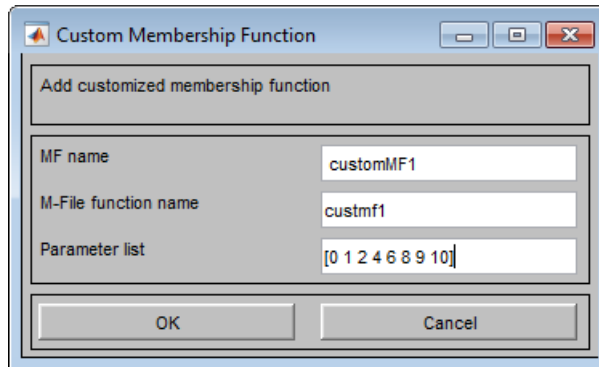 Custom Membership Function
Add customized membership function
MF name customMF1
M-File function name custmf1
Parameter list [0 1 2 4 6 8 9 10]
OK Cancel